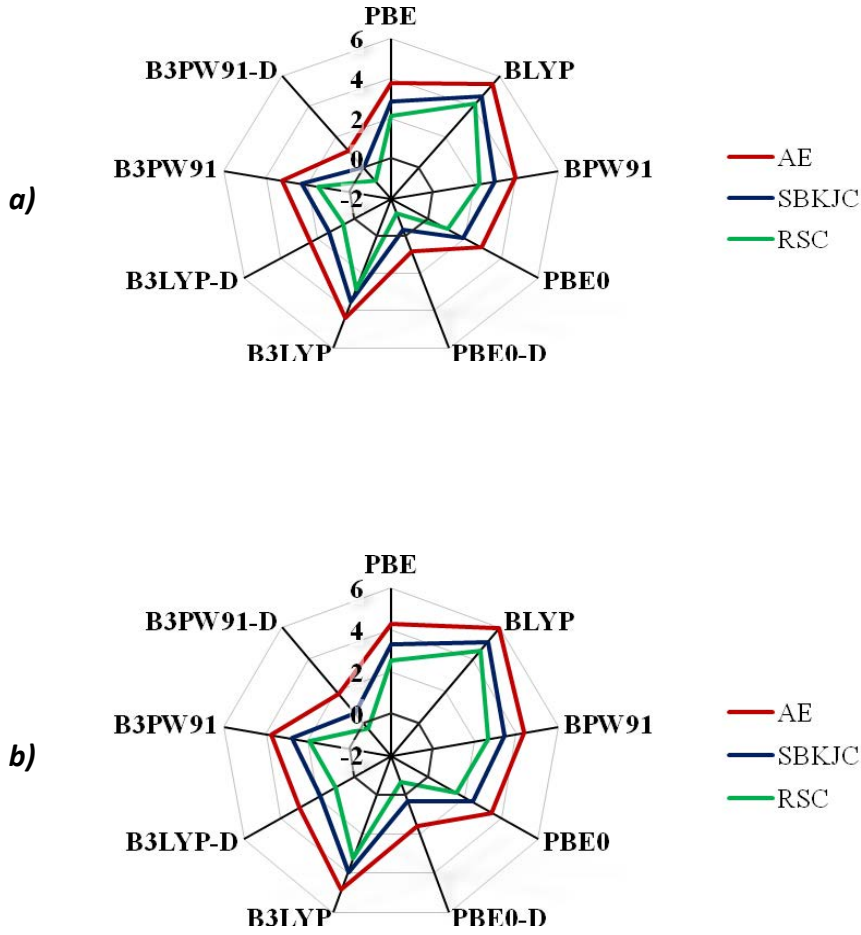 a)
PBE
BLYP
BPW91
PBE0
PBE0-D
B3LYP
B3LYP-D
B3PW91
B3PW91-D
6
4
2
0
-2
AE
SBKJC
RSC
b)
PBE
BLYP
BPW91
PBE0
PBE0-D
B3LYP
B3LYP-D
B3PW91
B3PW91-D
6
4
2
0
-2
AE
SBKJC
RSC